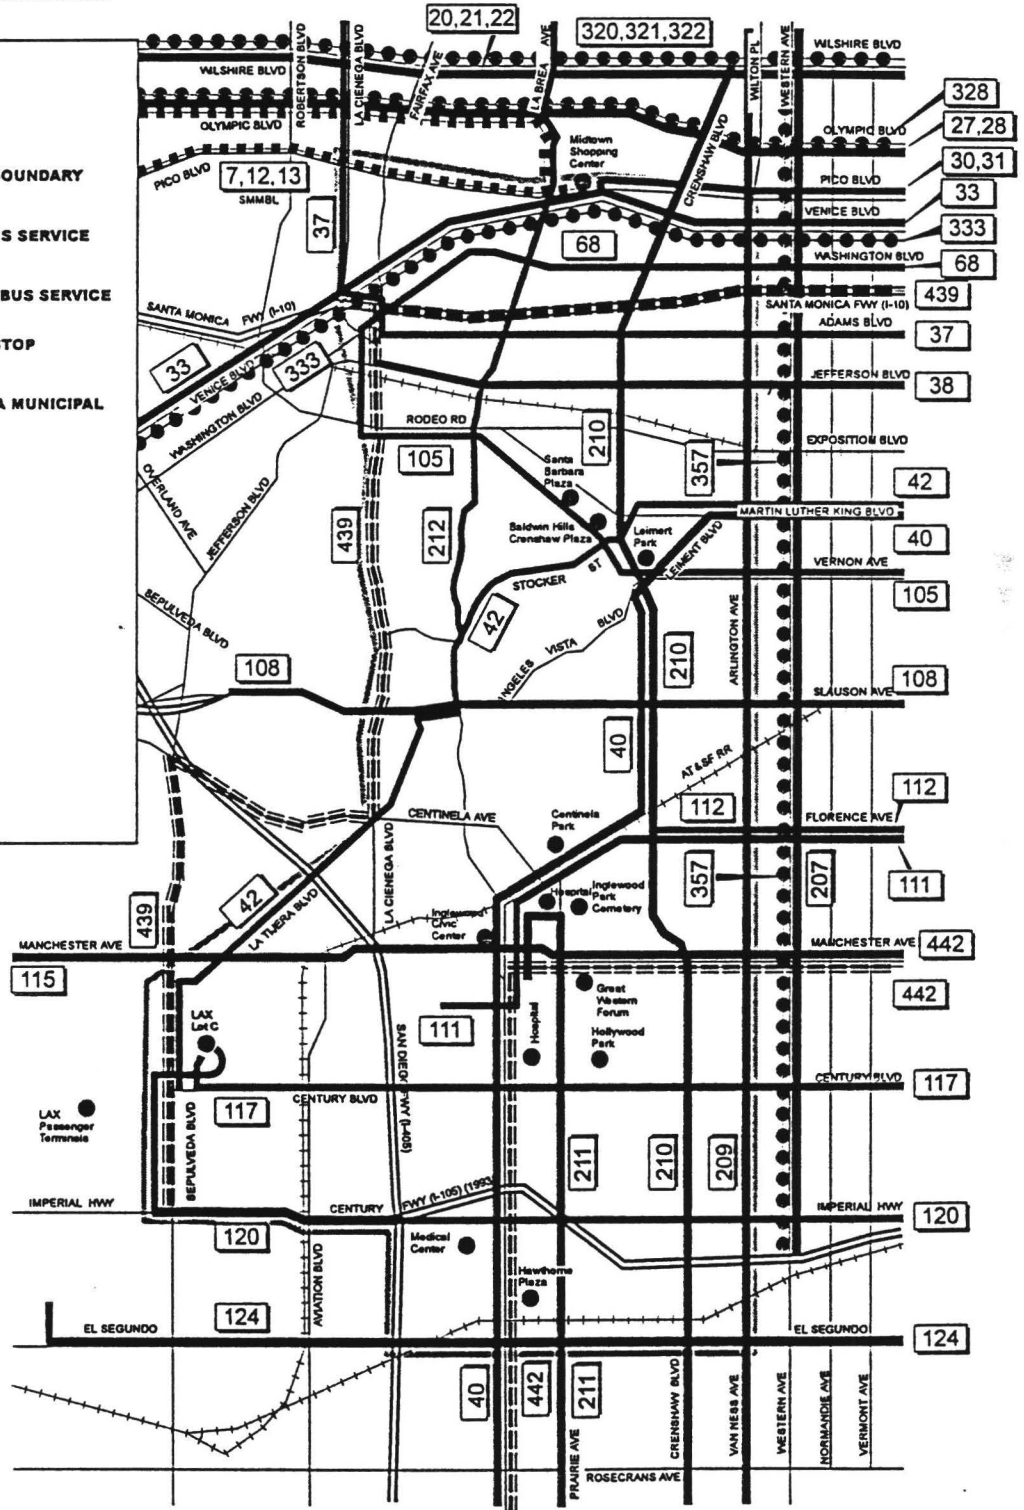 20,21,22
320,321,322
ROBERTSON BLVD
LA CIENEGA BLVD
FAIRFAX AVE
LA BREA AVE
WILTON PL
WESTERN AVE
WILSHIRE BLVD
WILSHIRE BLVD
328
OLYMPIC BLVD
OLYMPIC BLVD
27,28
Midtown
Shopping
Center
CRENSHAW BLVD
OUNDARY
PICO BLVD
7,12,13
SMMBL
PICO BLVD
30,31
33
VENICE BLVD
37
333
S SERVICE
68
WASHINGTON BLVD
68
BUS SERVICE
439
SANTA MONICA FWY (I-10)
SANTA MONICA FWY (I-10)
ADAMS BLVD
37
TOP
33
VENICE BLVD
333
JEFFERSON BLVD
38
A MUNICIPAL
WASHINGTON BLVD
RODEO RD
210
EXPOSITION BLVD
105
Santa
Barbara
Plaza
357
OVERLAND AVE
JEFFERSON BLVD
42
MARTIN LUTHER KING BLVD
439
212
Baldwin Hills
Crenshaw Plaza
Leimert
Park
LEIMERT BLVD
40
VERNON AVE
STOCKER ST
105
SEPULVEDA BLVD
42
NGELES VISTA BLVD
ARLINGTON AVE
210
108
108
SLAUSON AVE
40
AT & SF RR
112
112
CENTINELA AVE
Centinela
Park
FLORENCE AVE
LA CIENEGA BLVD
357
207
111
42
LA TIJERA BLVD
Hospital
Inglewood
Park
Cemetery
439
Inglewood
Civic
Center
MANCHESTER AVE
MANCHESTER AVE
442
115
442
Great
Western
Forum
LAX
Lot C
111
Hospital
Hollywood
Park
SAN DIEGO FWY (I-405)
CENTURY BLVD
117
CENTURY BLVD
117
LAX
Passenger
Terminals
SEPULVEDA BLVD
211
210
209
IMPERIAL HWY
CENTURY FWY (I-105) (1993
IMPERIAL HWY
120
120
Medical
Center
AVIATION BLVD
Hawthorne
Plaza
124
EL SEGUNDO
EL SEGUNDO
124
40
442
211
PRAIRIE AVE
CRENSHAW BLVD
VAN NESS AVE
WESTERN AVE
NORMANDIE AVE
VERMONT AVE
ROSECRANS AVE